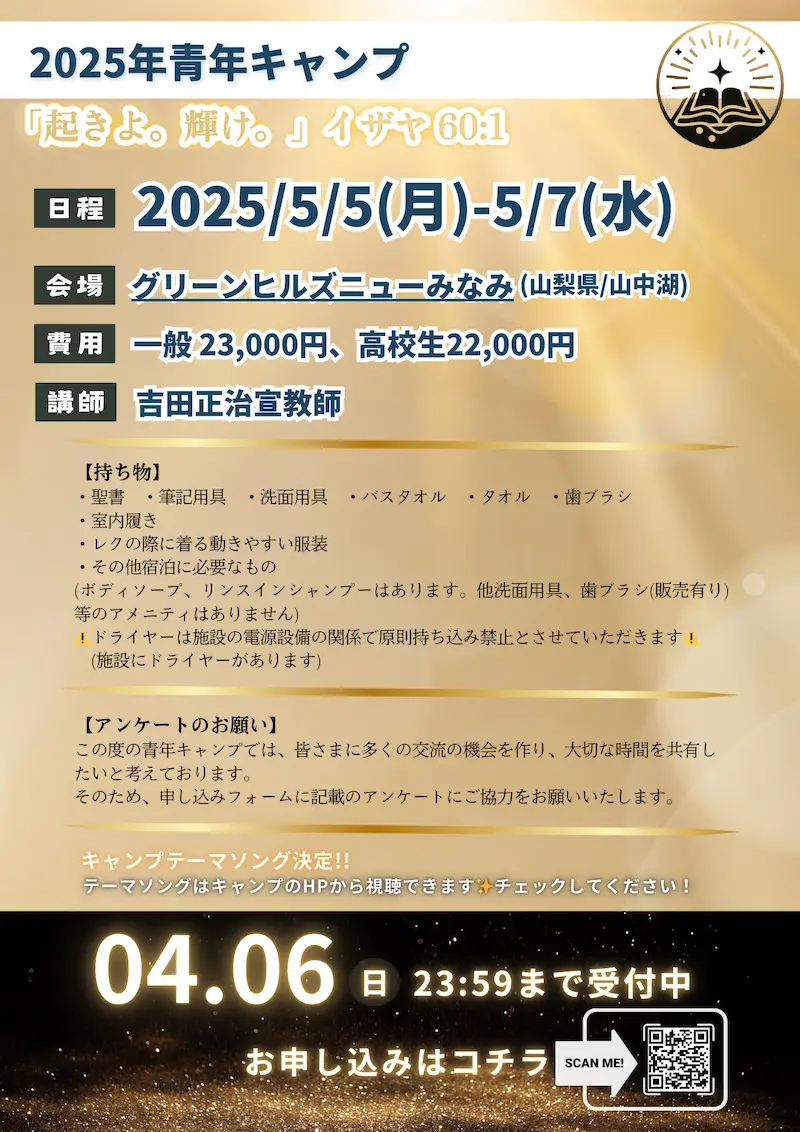 2025年青年キャンプ
「起きよ。輝け。」イザヤ 60:1
日程 2025/5/5(月)-5/7(水)
会場 グリーンヒルズニューみなみ (山梨県/山中湖)
費用 一般 23,000円、高校生22,000円
講師 吉田正治宣教師
【持ち物】
・聖書 ・筆記用具 ・洗面用具 ・バスタオル ・タオル ・歯ブラシ
・室内履き
・レクの際に着る動きやすい服装
・その他宿泊に必要なもの
(ボディソープ、リンスインシャンプーはあります。他洗面用具、歯ブラシ(販売有り)
等のアメニティはありません)
⚠️ドライヤーは施設の電源設備の関係で原則持ち込み禁止とさせていただきます⚠️
(施設にドライヤーがあります)
【アンケートのお願い】
この度の青年キャンプでは、皆さまに多くの交流の機会を作り、大切な時間を共有し
たいと考えております。
そのため、申し込みフォームに記載のアンケートにご協力をお願いいたします。
キャンプテーマソング決定!!
テーマソングはキャンプのHPから視聴できます✨チェックしてください！
04.06 日 23:59まで受付中
お申し込みはコチラ SCAN ME!